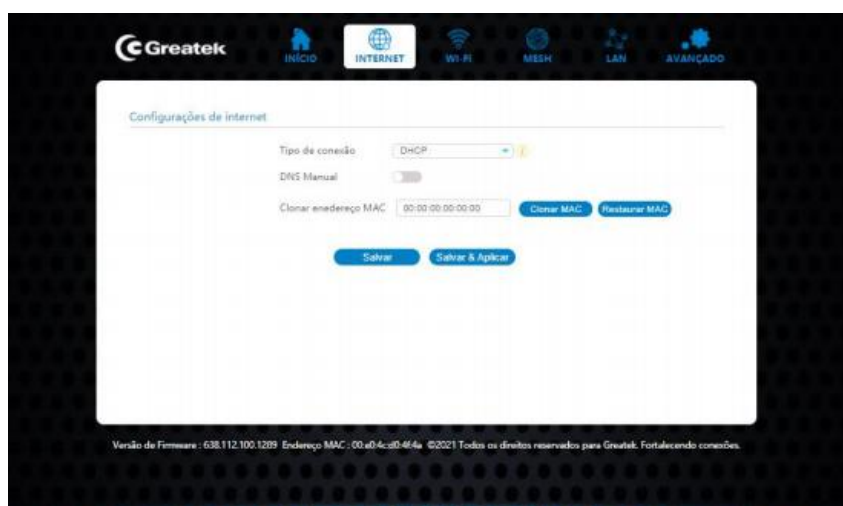 Greatek
INÍCIO
INTERNET
WI-FI
MESH
LAN
AVANÇADO
Configurações de internet
Tipo de conexão DHCP
DNS Manual
Clonar enedereço MAC 00:00:00:00:00:00 Clonar MAC Restaurar MAC
Salvar Salvar & Aplicar
Versão de Firmware : 638.112.100.1289 Endereço MAC : 00:e0:4c:d0:4f:4a ©2021 Todos os direitos reservados para Greatek. Fortalecendo conexões.